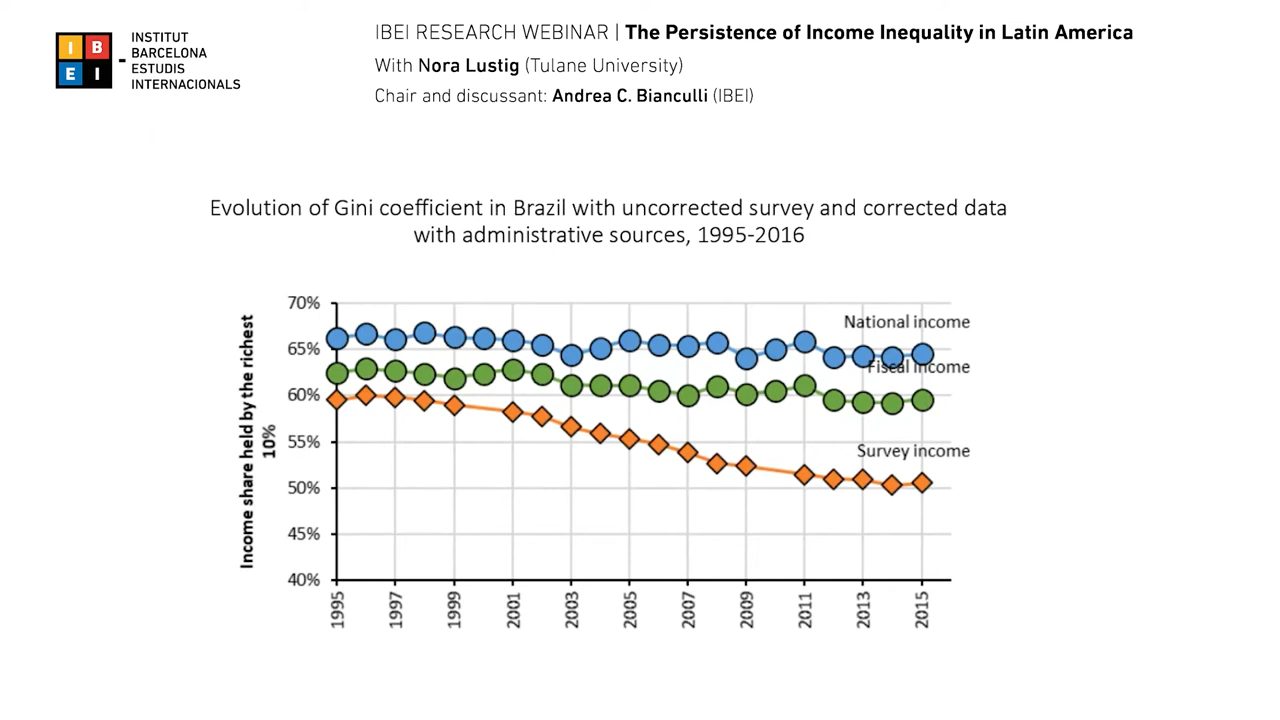 I B
E I
INSTITUT
BARCELONA
ESTUDIS
INTERNACIONALS
IBEI RESEARCH WEBINAR | The Persistence of Income Inequality in Latin America
With Nora Lustig (Tulane University)
Chair and discussant: Andrea C. Bianculli (IBEI)
Evolution of Gini coefficient in Brazil with uncorrected survey and corrected data
with administrative sources, 1995-2016
Income share held by the richest
10%
70%
65%
60%
55%
50%
45%
40%
National income
Fiscal income
Survey income
1995
1997
1999
2001
2003
2005
2007
2009
2011
2013
2015